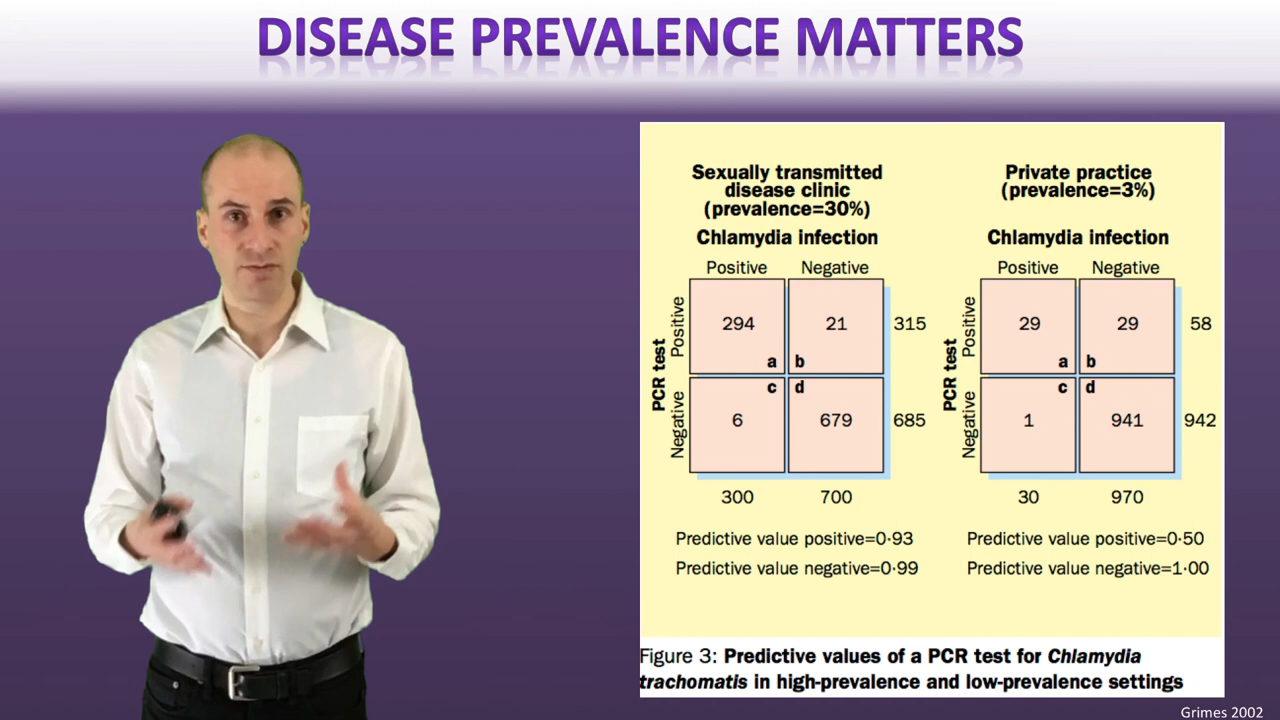 DISEASE PREVALENCE MATTERS
Sexually transmitted
disease clinic
(prevalence=30%)
Chlamydia infection
Positive Negative
PCR test
Positive
Negative
294 21 315
a b
c d
6 679 685
300 700
Predictive value positive=0·93
Predictive value negative=0·99
Private practice
(prevalence=3%)
Chlamydia infection
Positive Negative
PCR test
Positive
Negative
29 29 58
a b
c d
1 941 942
30 970
Predictive value positive=0·50
Predictive value negative=1·00
Figure 3: Predictive values of a PCR test for Chlamydia
trachomatis in high-prevalence and low-prevalence settings
Grimes 2002